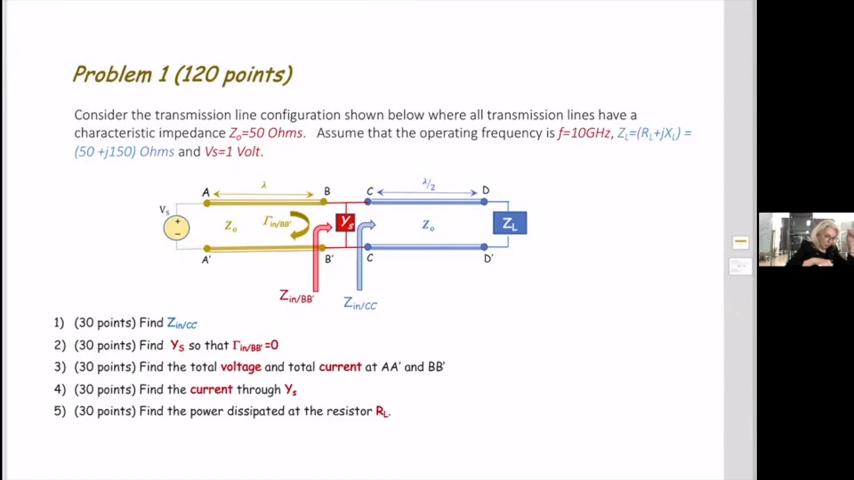 Problem 1 (120 points)
Consider the transmission line configuration shown below where all transmission lines have a
characteristic impedance Zo=50 Ohms. Assume that the operating frequency is f=10GHz, ZL=(RL+jXL) =
(50 +j150) Ohms and Vs=1 Volt.
λ
λ/2
A
B
C
D
Vs
+
−
Zo
Γin/BB'
Ys
Zo
ZL
A'
B'
C
D'
Zin/BB'
Zin/CC
1) (30 points) Find Zin/CC
2) (30 points) Find YS so that Γin/BB'=0
3) (30 points) Find the total voltage and total current at AA' and BB'
4) (30 points) Find the current through Ys
5) (30 points) Find the power dissipated at the resistor RL.